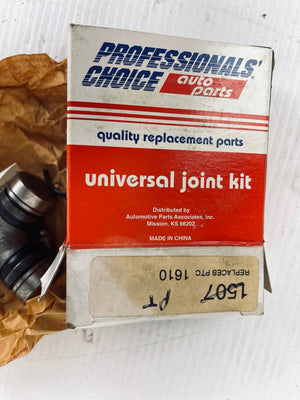 PROFESSIONALS'
CHOICE auto
parts
quality replacement parts
universal joint kit
Distributed by
Automotive Parts Associates, Inc.
Mission, KS 66202
MADE IN CHINA
REPLACES PTC 1610
1507
PT